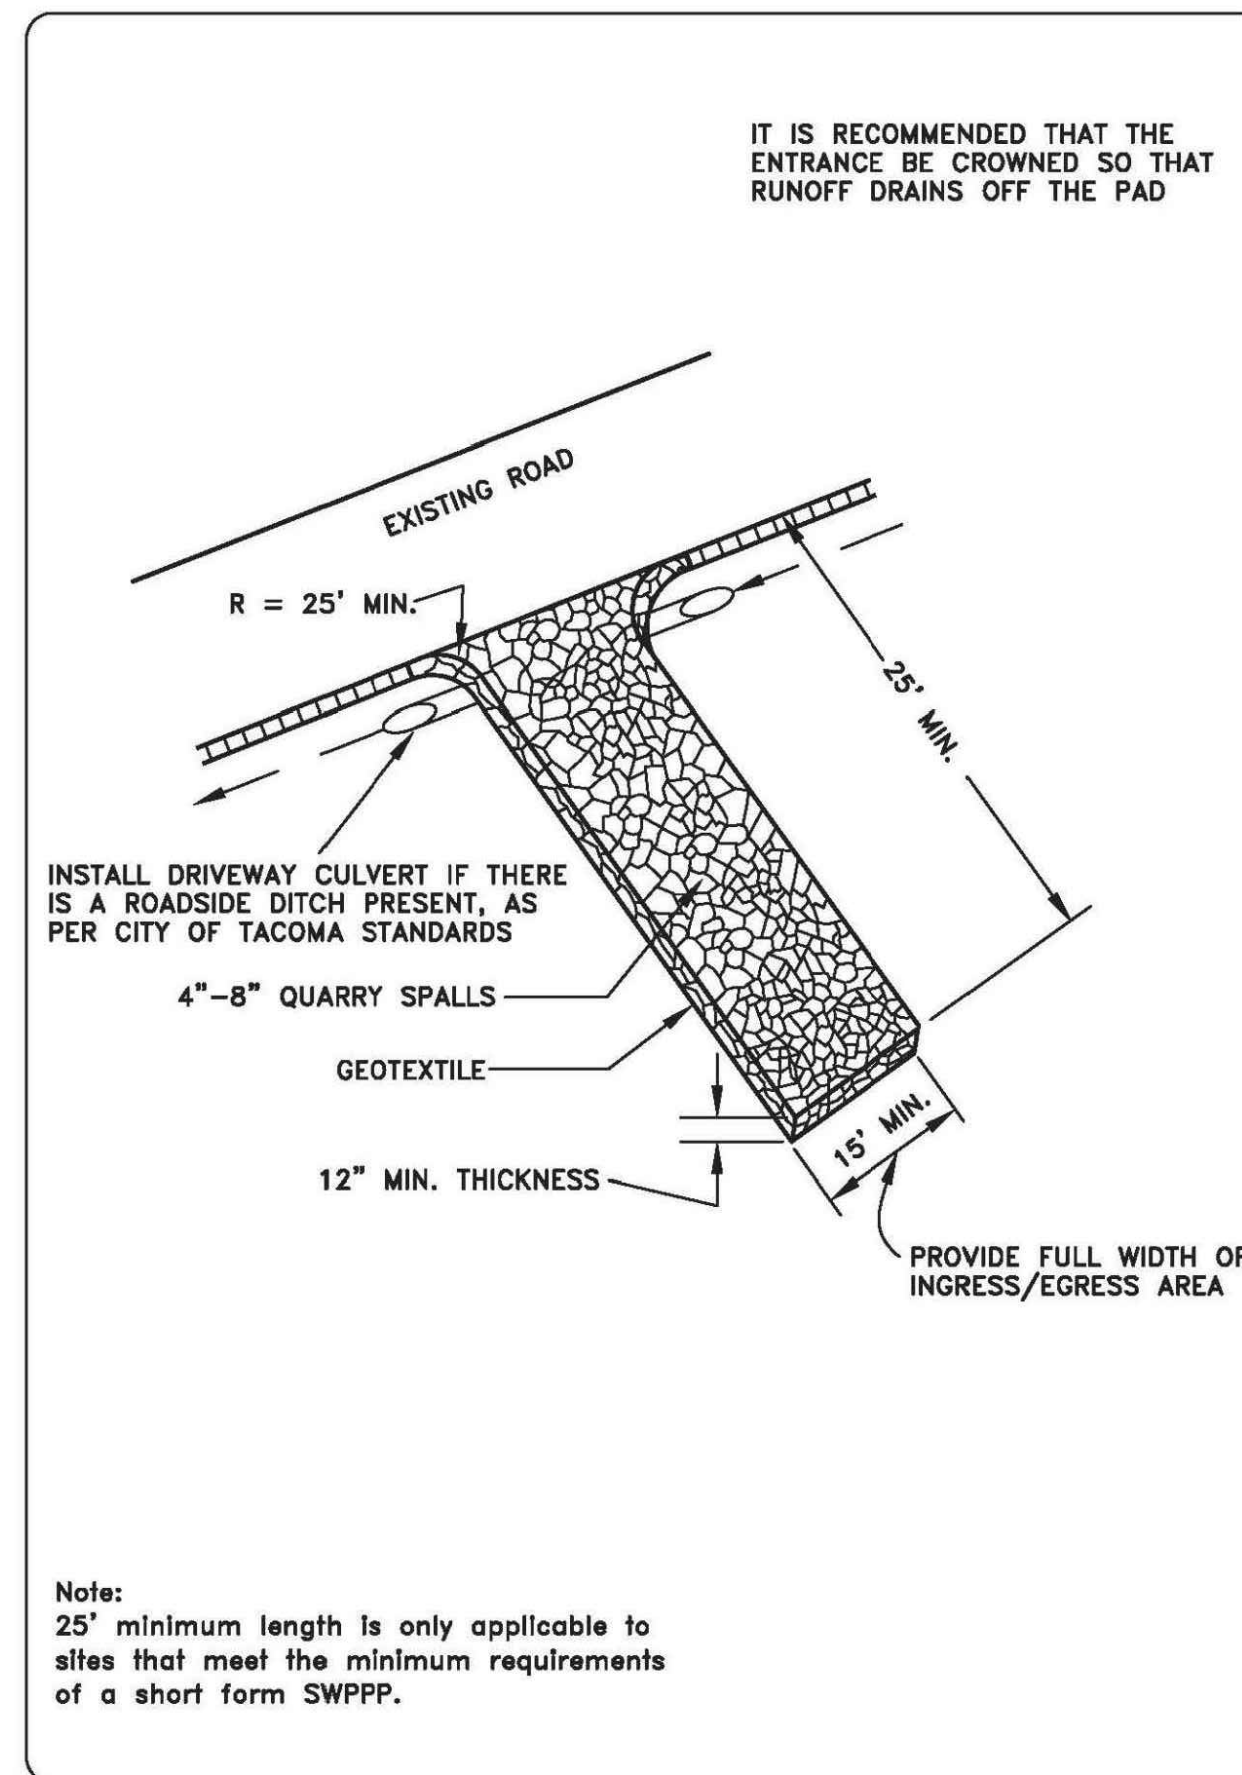 IT IS RECOMMENDED THAT THE
ENTRANCE BE CROWNED SO THAT
RUNOFF DRAINS OFF THE PAD
EXISTING ROAD
R = 25' MIN.
25' MIN.
INSTALL DRIVEWAY CULVERT IF THERE
IS A ROADSIDE DITCH PRESENT, AS
PER CITY OF TACOMA STANDARDS
4"-8" QUARRY SPALLS
GEOTEXTILE
15' MIN.
12" MIN. THICKNESS
PROVIDE FULL WIDTH OF
INGRESS/EGRESS AREA
Note:
25' minimum length is only applicable to
sites that meet the minimum requirements
of a short form SWPPP.